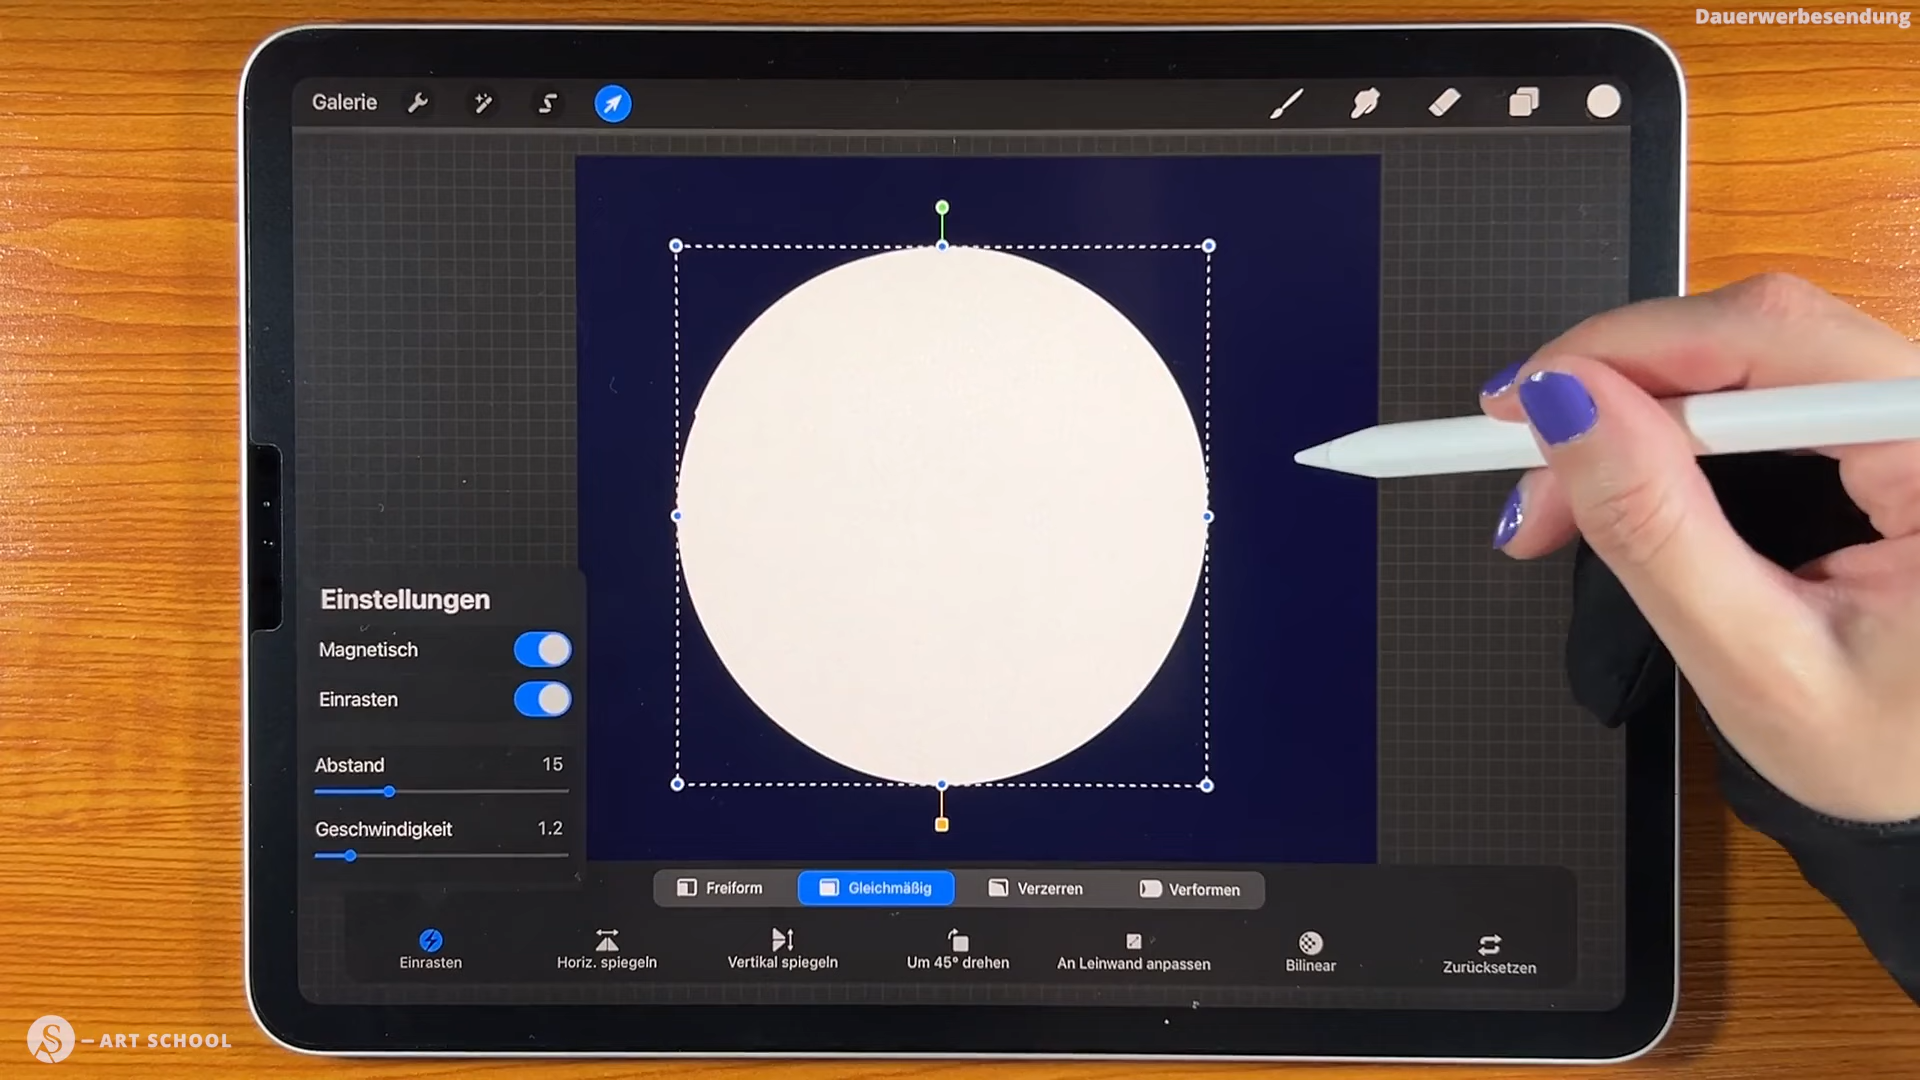 Dauerwerbesendung
Galerie
Einstellungen
Magnetisch
Einrasten
Abstand 15
Geschwindigkeit 1.2
Freiform Gleichmäßig Verzerren Verformen
Einrasten Horiz. spiegeln Vertikal spiegeln Um 45° drehen An Leinwand anpassen Bilinear Zurücksetzen
S – ART SCHOOL